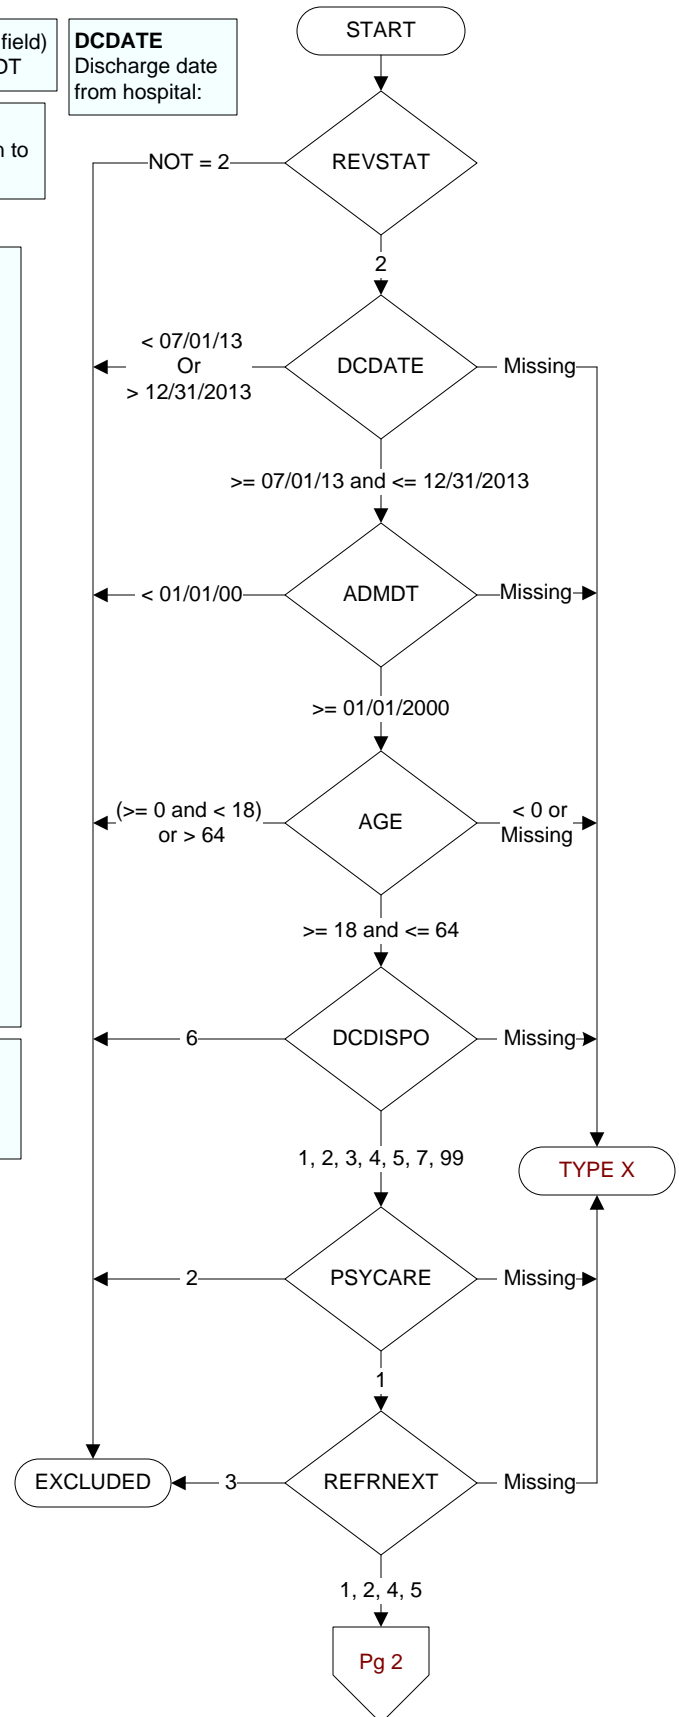 field)
DT
DCDATE
Discharge date
from hospital:
n to
START
REVSTAT
NOT = 2
2
DCDATE
< 07/01/13
Or
> 12/31/2013
Missing
>= 07/01/13 and <= 12/31/2013
ADMDT
< 01/01/00
Missing
>= 01/01/2000
AGE
(>= 0 and < 18)
or > 64
< 0 or
Missing
>= 18 and <= 64
DCDISPO
6
Missing
1, 2, 3, 4, 5, 7, 99
TYPE X
PSYCARE
2
Missing
1
EXCLUDED
3
REFRNEXT
Missing
1, 2, 4, 5
Pg 2